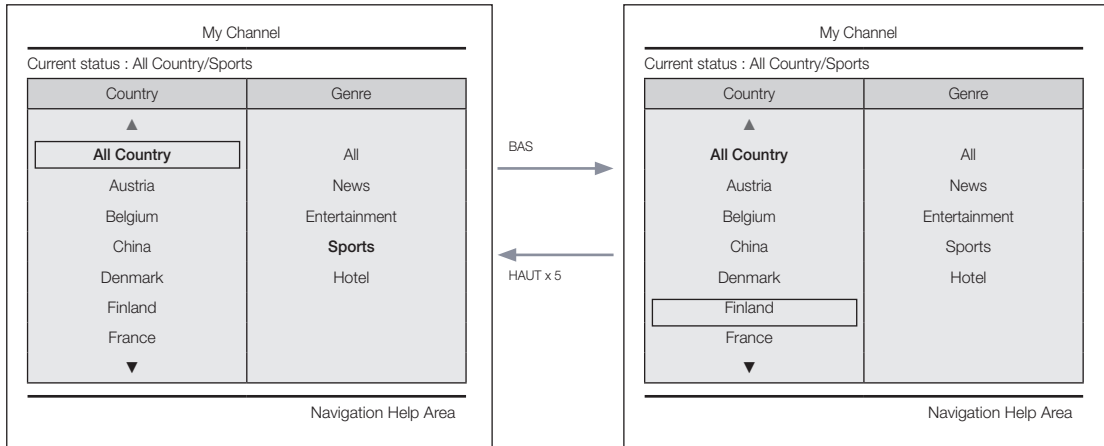 My Channel
Current status : All Country/Sports
Country Genre
▲
All Country All
Austria News
Belgium Entertainment
China Sports
Denmark Hotel
Finland
France
▼
Navigation Help Area
BAS
HAUT x 5
My Channel
Current status : All Country/Sports
Country Genre
▲
All Country All
Austria News
Belgium Entertainment
China Sports
Denmark Hotel
Finland
France
▼
Navigation Help Area